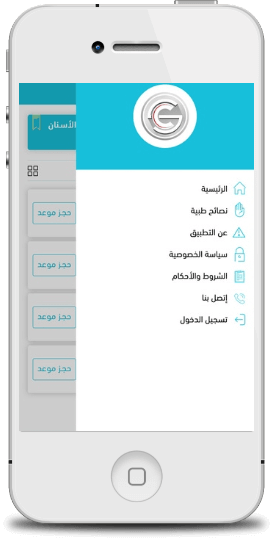 الأسنان
الرئيسية
نصائح طبية
عن التطبيق
سياسة الخصوصية
الشروط والأحكام
إتصل بنا
تسجيل الدخول
حجز موعد
حجز موعد
حجز موعد
حجز موعد